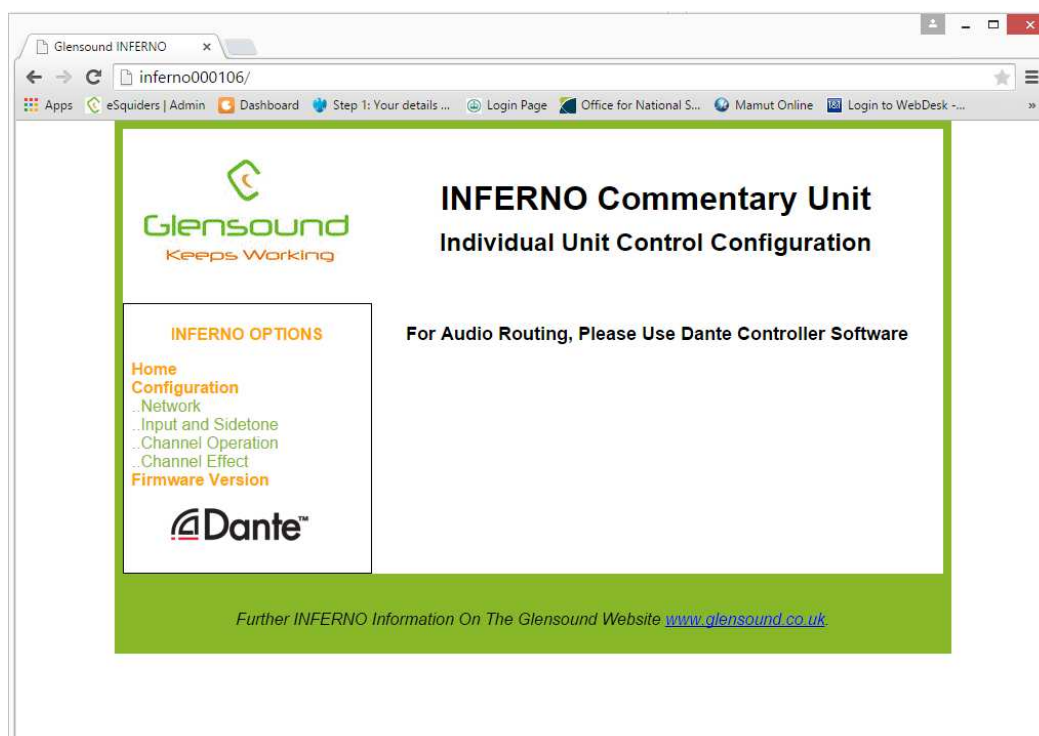 Glensound INFERNO
inferno000106/
Apps eSquiders | Admin Dashboard Step 1: Your details ... Login Page Office for National S... Mamut Online Login to WebDesk -... »
Glensound
Keeps Working
INFERNO Commentary Unit
Individual Unit Control Configuration
INFERNO OPTIONS
Home
Configuration
..Network
..Input and Sidetone
..Channel Operation
..Channel Effect
Firmware Version
Dante™
For Audio Routing, Please Use Dante Controller Software
Further INFERNO Information On The Glensound Website www.glensound.co.uk.